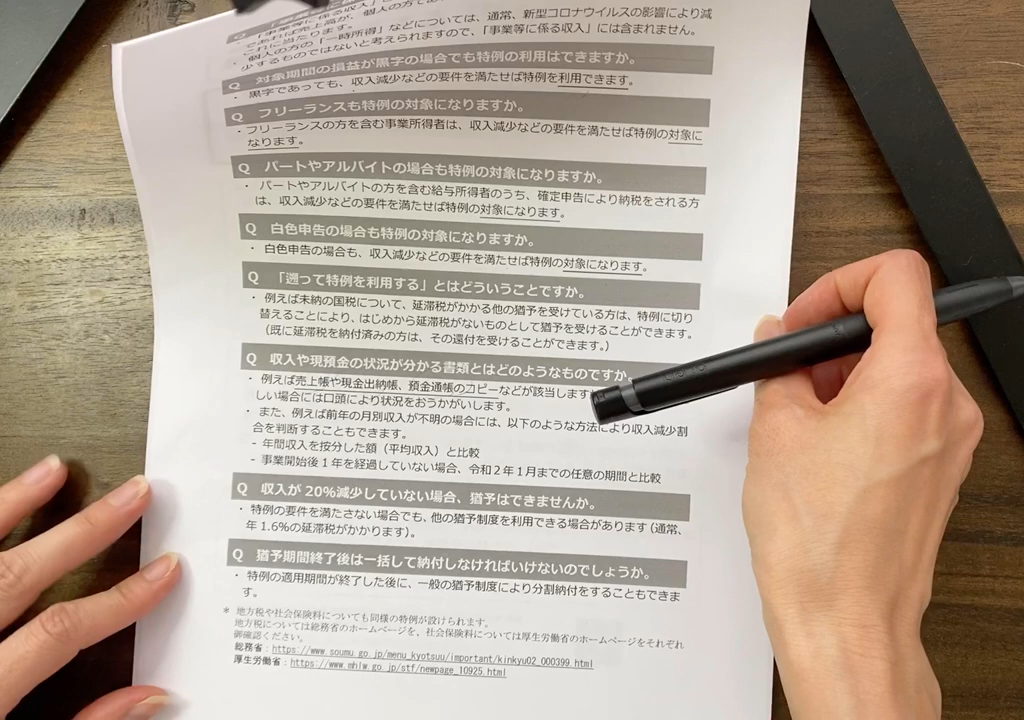 「事業等に係る収入」と
であれば売上高が、個人の方であ
これに当たります。
・ 個人の方の「一時所得」などについては、通常、新型コロナウイルスの影響により減
少するものではないと考えられますので、「事業等に係る収入」には含まれません。
Q 対象期間の損益が黒字の場合でも特例の利用はできますか。
・ 黒字であっても、収入減少などの要件を満たせば特例を利用できます。
Q フリーランスも特例の対象になりますか。
・ フリーランスの方を含む事業所得者は、収入減少などの要件を満たせば特例の対象に
なります。
Q パートやアルバイトの場合も特例の対象になりますか。
・ パートやアルバイトの方を含む給与所得者のうち、確定申告により納税をされる方
は、収入減少などの要件を満たせば特例の対象になります。
Q 白色申告の場合も特例の対象になりますか。
・ 白色申告の場合も、収入減少などの要件を満たせば特例の対象になります。
Q 「遡って特例を利用する」とはどういうことですか。
・ 例えば未納の国税について、延滞税がかかる他の猶予を受けている方は、特例に切り
替えることにより、はじめから延滞税がないものとして猶予を受けることができます。
（既に延滞税を納付済みの方は、その還付を受けることができます。）
Q 収入や現預金の状況が分かる書類とはどのようなものですか。
・ 例えば売上帳や現金出納帳、預金通帳のコピーなどが該当します
しい場合には口頭により状況をおうかがいします。
・ また、例えば前年の月別収入が不明の場合には、以下のような方法により収入減少割
合を判断することもできます。
- 年間収入を按分した額（平均収入）と比較
- 事業開始後１年を経過していない場合、令和２年１月までの任意の期間と比較
Q 収入が 20%減少していない場合、猶予はできませんか。
・ 特例の要件を満たさない場合でも、他の猶予制度を利用できる場合があります（通常、
年 1.6%の延滞税がかかります）。
Q 猶予期間終了後は一括して納付しなければいけないのでしょうか。
・ 特例の適用期間が終了した後に、一般の猶予制度により分割納付をすることもできま
す。
* 地方税や社会保険料についても同様の特例が設けられます。
地方税については総務省のホームページを、社会保険料については厚生労働省のホームページをそれぞれ
御確認ください。
総務省：https://www.soumu.go.jp/menu_kyotsuu/important/kinkyu02_000399.html
厚生労働省：https://www.mhlw.go.jp/stf/newpage_10925.html